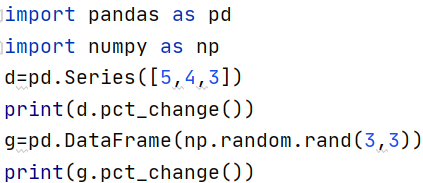 import pandas as pd
import numpy as np
d=pd.Series([5,4,3])
print(d.pct_change())
g=pd.DataFrame(np.random.rand(3,3))
print(g.pct_change())